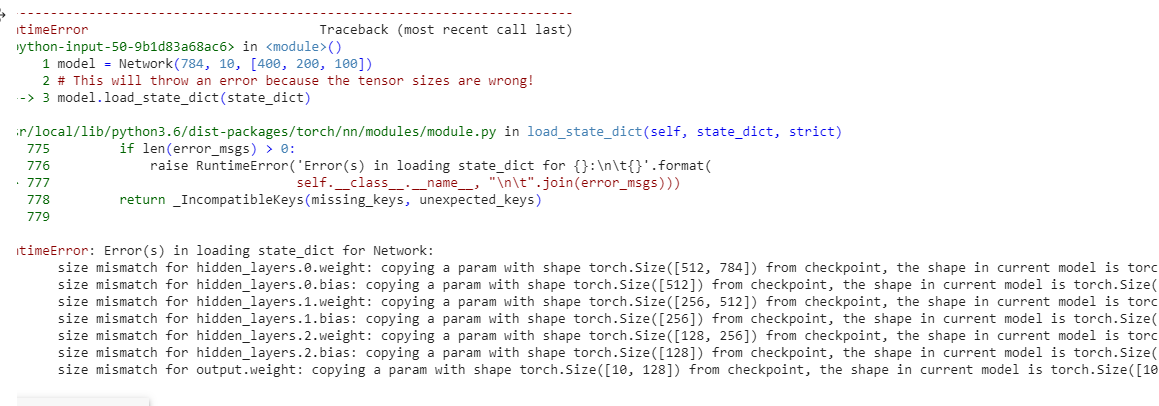 ---------------------------------------------------------------------------
timeError Traceback (most recent call last)
ython-input-50-9b1d83a68ac6> in <module>()
1 model = Network(784, 10, [400, 200, 100])
2 # This will throw an error because the tensor sizes are wrong!
-> 3 model.load_state_dict(state_dict)
r/local/lib/python3.6/dist-packages/torch/nn/modules/module.py in load_state_dict(self, state_dict, strict)
775 if len(error_msgs) > 0:
776 raise RuntimeError('Error(s) in loading state_dict for {}:\n\t{}'.format(
777 self.__class__.__name__, "\n\t".join(error_msgs)))
778 return _IncompatibleKeys(missing_keys, unexpected_keys)
779
timeError: Error(s) in loading state_dict for Network:
size mismatch for hidden_layers.0.weight: copying a param with shape torch.Size([512, 784]) from checkpoint, the shape in current model is torc
size mismatch for hidden_layers.0.bias: copying a param with shape torch.Size([512]) from checkpoint, the shape in current model is torch.Size(
size mismatch for hidden_layers.1.weight: copying a param with shape torch.Size([256, 512]) from checkpoint, the shape in current model is torc
size mismatch for hidden_layers.1.bias: copying a param with shape torch.Size([256]) from checkpoint, the shape in current model is torch.Size(
size mismatch for hidden_layers.2.weight: copying a param with shape torch.Size([128, 256]) from checkpoint, the shape in current model is torc
size mismatch for hidden_layers.2.bias: copying a param with shape torch.Size([128]) from checkpoint, the shape in current model is torch.Size(
size mismatch for output.weight: copying a param with shape torch.Size([10, 128]) from checkpoint, the shape in current model is torch.Size([10